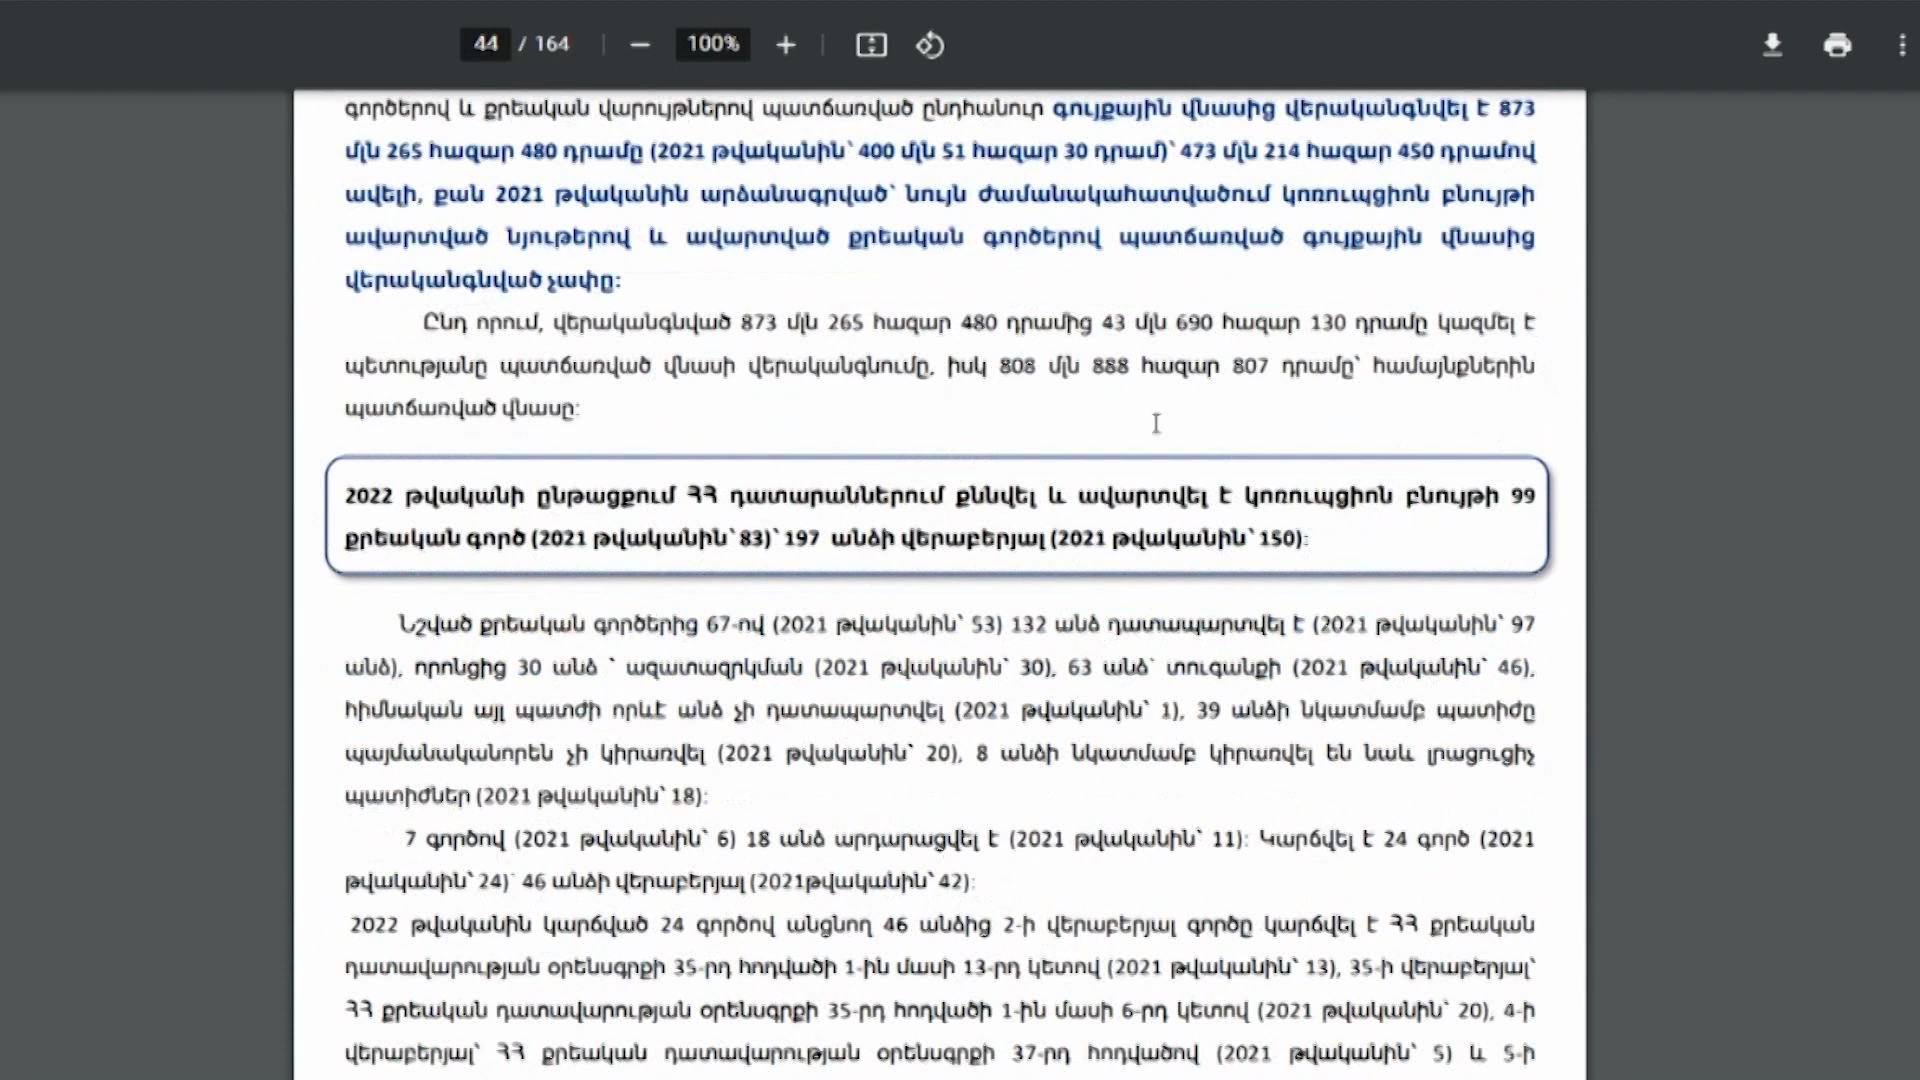 44 / 164 100%
գործերով և քրեական վարույթներով պատճառված ընդհանուր գույքային վնասից վերականգնվել է 873
մլն 265 հազար 480 դրամը (2021 թվականին՝ 400 մլն 51 հազար 30 դրամ)՝ 473 մլն 214 հազար 450 դրամով
ավելի, քան 2021 թվականին արձանագրված՝ նույն ժամանակահատվածում կոռուպցիոն բնույթի
ավարտված նյութերով և ավարտված քրեական գործերով պատճառված գույքային վնասից
վերականգնված չափը:
Ընդ որում, վերականգնված 873 մլն 265 հազար 480 դրամից 43 մլն 690 հազար 130 դրամը կազմել է
պետությանը պատճառված վնասի վերականգնումը, իսկ 808 մլն 888 հազար 807 դրամը՝ համայնքներին
պատճառված վնասը:
2022 թվականի ընթացքում ՀՀ դատարաններում քննվել և ավարտվել է կոռուպցիոն բնույթի 99
քրեական գործ (2021 թվականին՝ 83)՝ 197 անձի վերաբերյալ (2021 թվականին՝ 150):
Նշված քրեական գործերից 67-ով (2021 թվականին՝ 53) 132 անձ դատապարտվել է (2021 թվականին՝ 97
անձ), որոնցից 30 անձ ՝ ազատազրկման (2021 թվականին՝ 30), 63 անձ՝ տուգանքի (2021 թվականին՝ 46),
հիմնական այլ պատժի որևէ անձ չի դատապարտվել (2021 թվականին՝ 1), 39 անձի նկատմամբ պատիժը
պայմանականորեն չի կիրառվել (2021 թվականին՝ 20), 8 անձի նկատմամբ կիրառվել են նաև լրացուցիչ
պատիժներ (2021 թվականին՝ 18):
7 գործով (2021 թվականին՝ 6) 18 անձ արդարացվել է (2021 թվականին՝ 11): Կարճվել է 24 գործ (2021
թվականին՝ 24)՝ 46 անձի վերաբերյալ (2021թվականին՝ 42):
2022 թվականին կարճված 24 գործով անցնող 46 անձից 2-ի վերաբերյալ գործը կարճվել է ՀՀ քրեական
դատավարության օրենսգրքի 35-րդ հոդվածի 1-ին մասի 13-րդ կետով (2021 թվականին՝ 13), 35-ի վերաբերյալ՝
ՀՀ քրեական դատավարության օրենսգրքի 35-րդ հոդվածի 1-ին մասի 6-րդ կետով (2021 թվականին՝ 20), 4-ի
վերաբերյալ՝ ՀՀ քրեական դատավարության օրենսգրքի 37-րդ հոդվածով (2021 թվականին՝ 5) և 5-ի